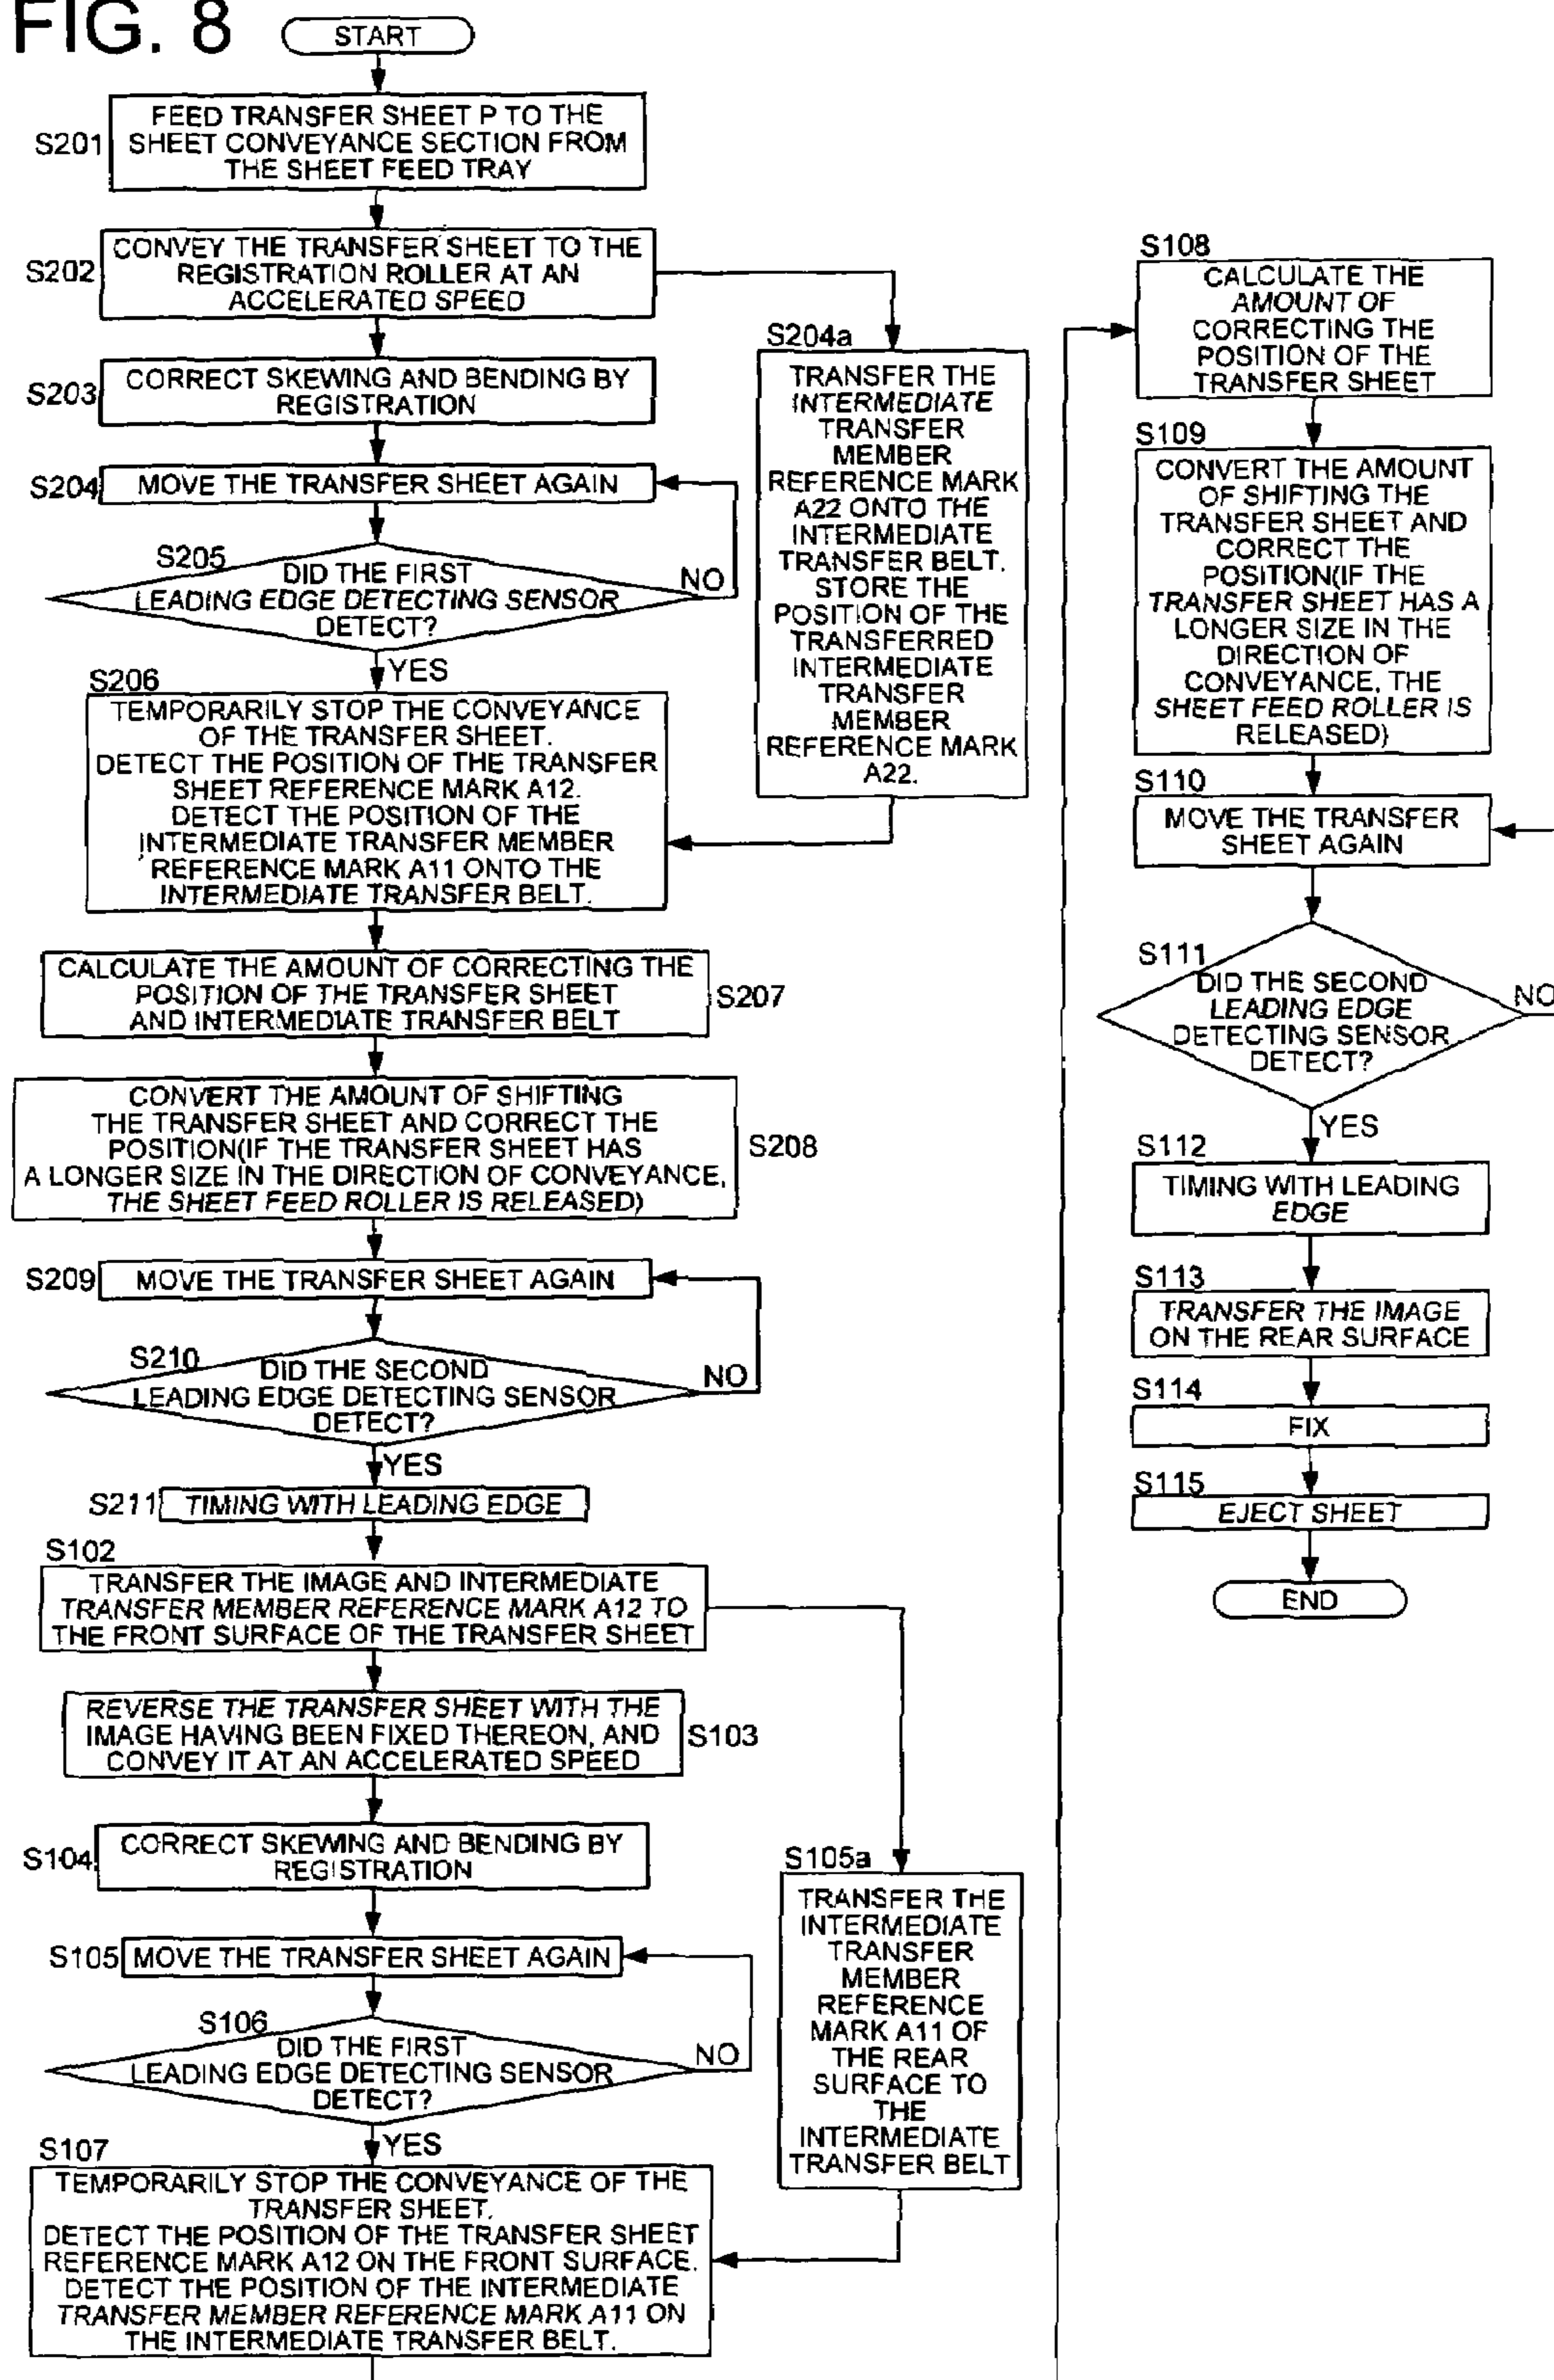 FIG. 8
START
S201
FEED TRANSFER SHEET P TO THE
SHEET CONVEYANCE SECTION FROM
THE SHEET FEED TRAY
S202
CONVEY THE TRANSFER SHEET TO THE
REGISTRATION ROLLER AT AN
ACCELERATED SPEED
S203
CORRECT SKEWING AND BENDING BY
REGISTRATION
S204
MOVE THE TRANSFER SHEET AGAIN
S204a
TRANSFER THE
INTERMEDIATE
TRANSFER
MEMBER
REFERENCE MARK
A22 ONTO THE
INTERMEDIATE
TRANSFER BELT.
STORE THE
POSITION OF THE
TRANSFERRED
INTERMEDIATE
TRANSFER
MEMBER
REFERENCE MARK
A22.
S205
DID THE FIRST
LEADING EDGE DETECTING SENSOR
DETECT?
NO
YES
S206
TEMPORARILY STOP THE CONVEYANCE
OF THE TRANSFER SHEET.
DETECT THE POSITION OF THE TRANSFER
SHEET REFERENCE MARK A12.
DETECT THE POSITION OF THE
INTERMEDIATE TRANSFER MEMBER
REFERENCE MARK A11 ONTO THE
INTERMEDIATE TRANSFER BELT.
CALCULATE THE AMOUNT OF CORRECTING THE
POSITION OF THE TRANSFER SHEET
AND INTERMEDIATE TRANSFER BELT
S207
CONVERT THE AMOUNT OF SHIFTING
THE TRANSFER SHEET AND CORRECT THE
POSITION(IF THE TRANSFER SHEET HAS
A LONGER SIZE IN THE DIRECTION OF CONVEYANCE,
THE SHEET FEED ROLLER IS RELEASED)
S208
S209
MOVE THE TRANSFER SHEET AGAIN
S210
DID THE SECOND
LEADING EDGE DETECTING SENSOR
DETECT?
NO
YES
S211
TIMING WITH LEADING EDGE
S102
TRANSFER THE IMAGE AND INTERMEDIATE
TRANSFER MEMBER REFERENCE MARK A12 TO
THE FRONT SURFACE OF THE TRANSFER SHEET
REVERSE THE TRANSFER SHEET WITH THE
IMAGE HAVING BEEN FIXED THEREON, AND
CONVEY IT AT AN ACCELERATED SPEED
S103
S104
CORRECT SKEWING AND BENDING BY
REGISTRATION
S105
MOVE THE TRANSFER SHEET AGAIN
S105a
TRANSFER THE
INTERMEDIATE
TRANSFER
MEMBER
REFERENCE
MARK A11 OF
THE REAR
SURFACE TO
THE
INTERMEDIATE
TRANSFER BELT
S106
DID THE FIRST
LEADING EDGE DETECTING SENSOR
DETECT?
NO
YES
S107
TEMPORARILY STOP THE CONVEYANCE OF THE
TRANSFER SHEET.
DETECT THE POSITION OF THE TRANSFER SHEET
REFERENCE MARK A12 ON THE FRONT SURFACE.
DETECT THE POSITION OF THE INTERMEDIATE
TRANSFER MEMBER REFERENCE MARK A11 ON
THE INTERMEDIATE TRANSFER BELT.
S108
CALCULATE THE
AMOUNT OF
CORRECTING THE
POSITION OF THE
TRANSFER SHEET
S109
CONVERT THE AMOUNT
OF SHIFTING THE
TRANSFER SHEET AND
CORRECT THE
POSITION(IF THE
TRANSFER SHEET HAS A
LONGER SIZE IN THE
DIRECTION OF
CONVEYANCE, THE
SHEET FEED ROLLER IS
RELEASED)
S110
MOVE THE TRANSFER
SHEET AGAIN
S111
DID THE SECOND
LEADING EDGE
DETECTING SENSOR
DETECT?
NO
YES
S112
TIMING WITH LEADING
EDGE
S113
TRANSFER THE IMAGE
ON THE REAR SURFACE
S114
FIX
S115
EJECT SHEET
END